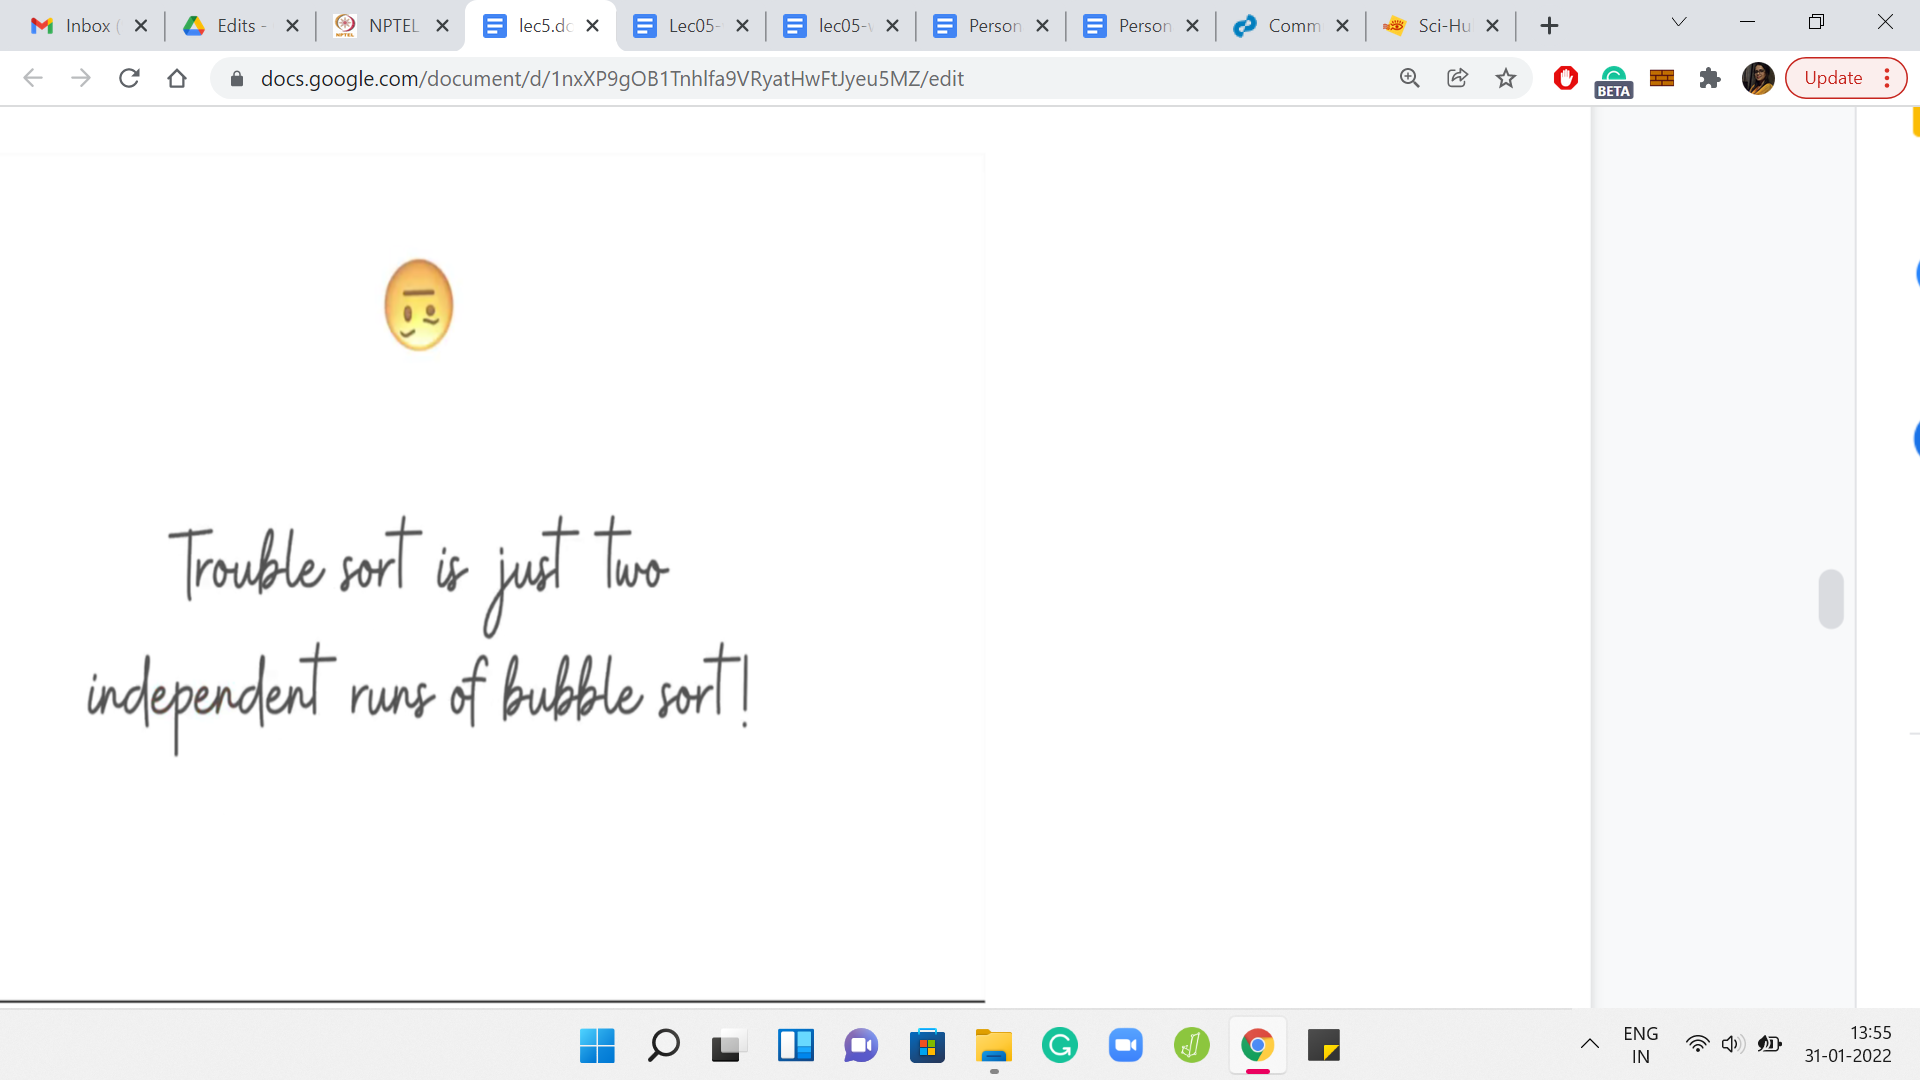 Inbox (
Edits -
NPTEL
lec5.do
Lec05-
lec05-v
Person
Person
Comm
Sci-Hu
docs.google.com/document/d/1nxXP9gOB1Tnhlfa9VRyatHwFtJyeu5MZ/edit
BETA
Update
Trouble sort is just two
independent runs of bubble sort!
ENG
IN
13:55
31-01-2022